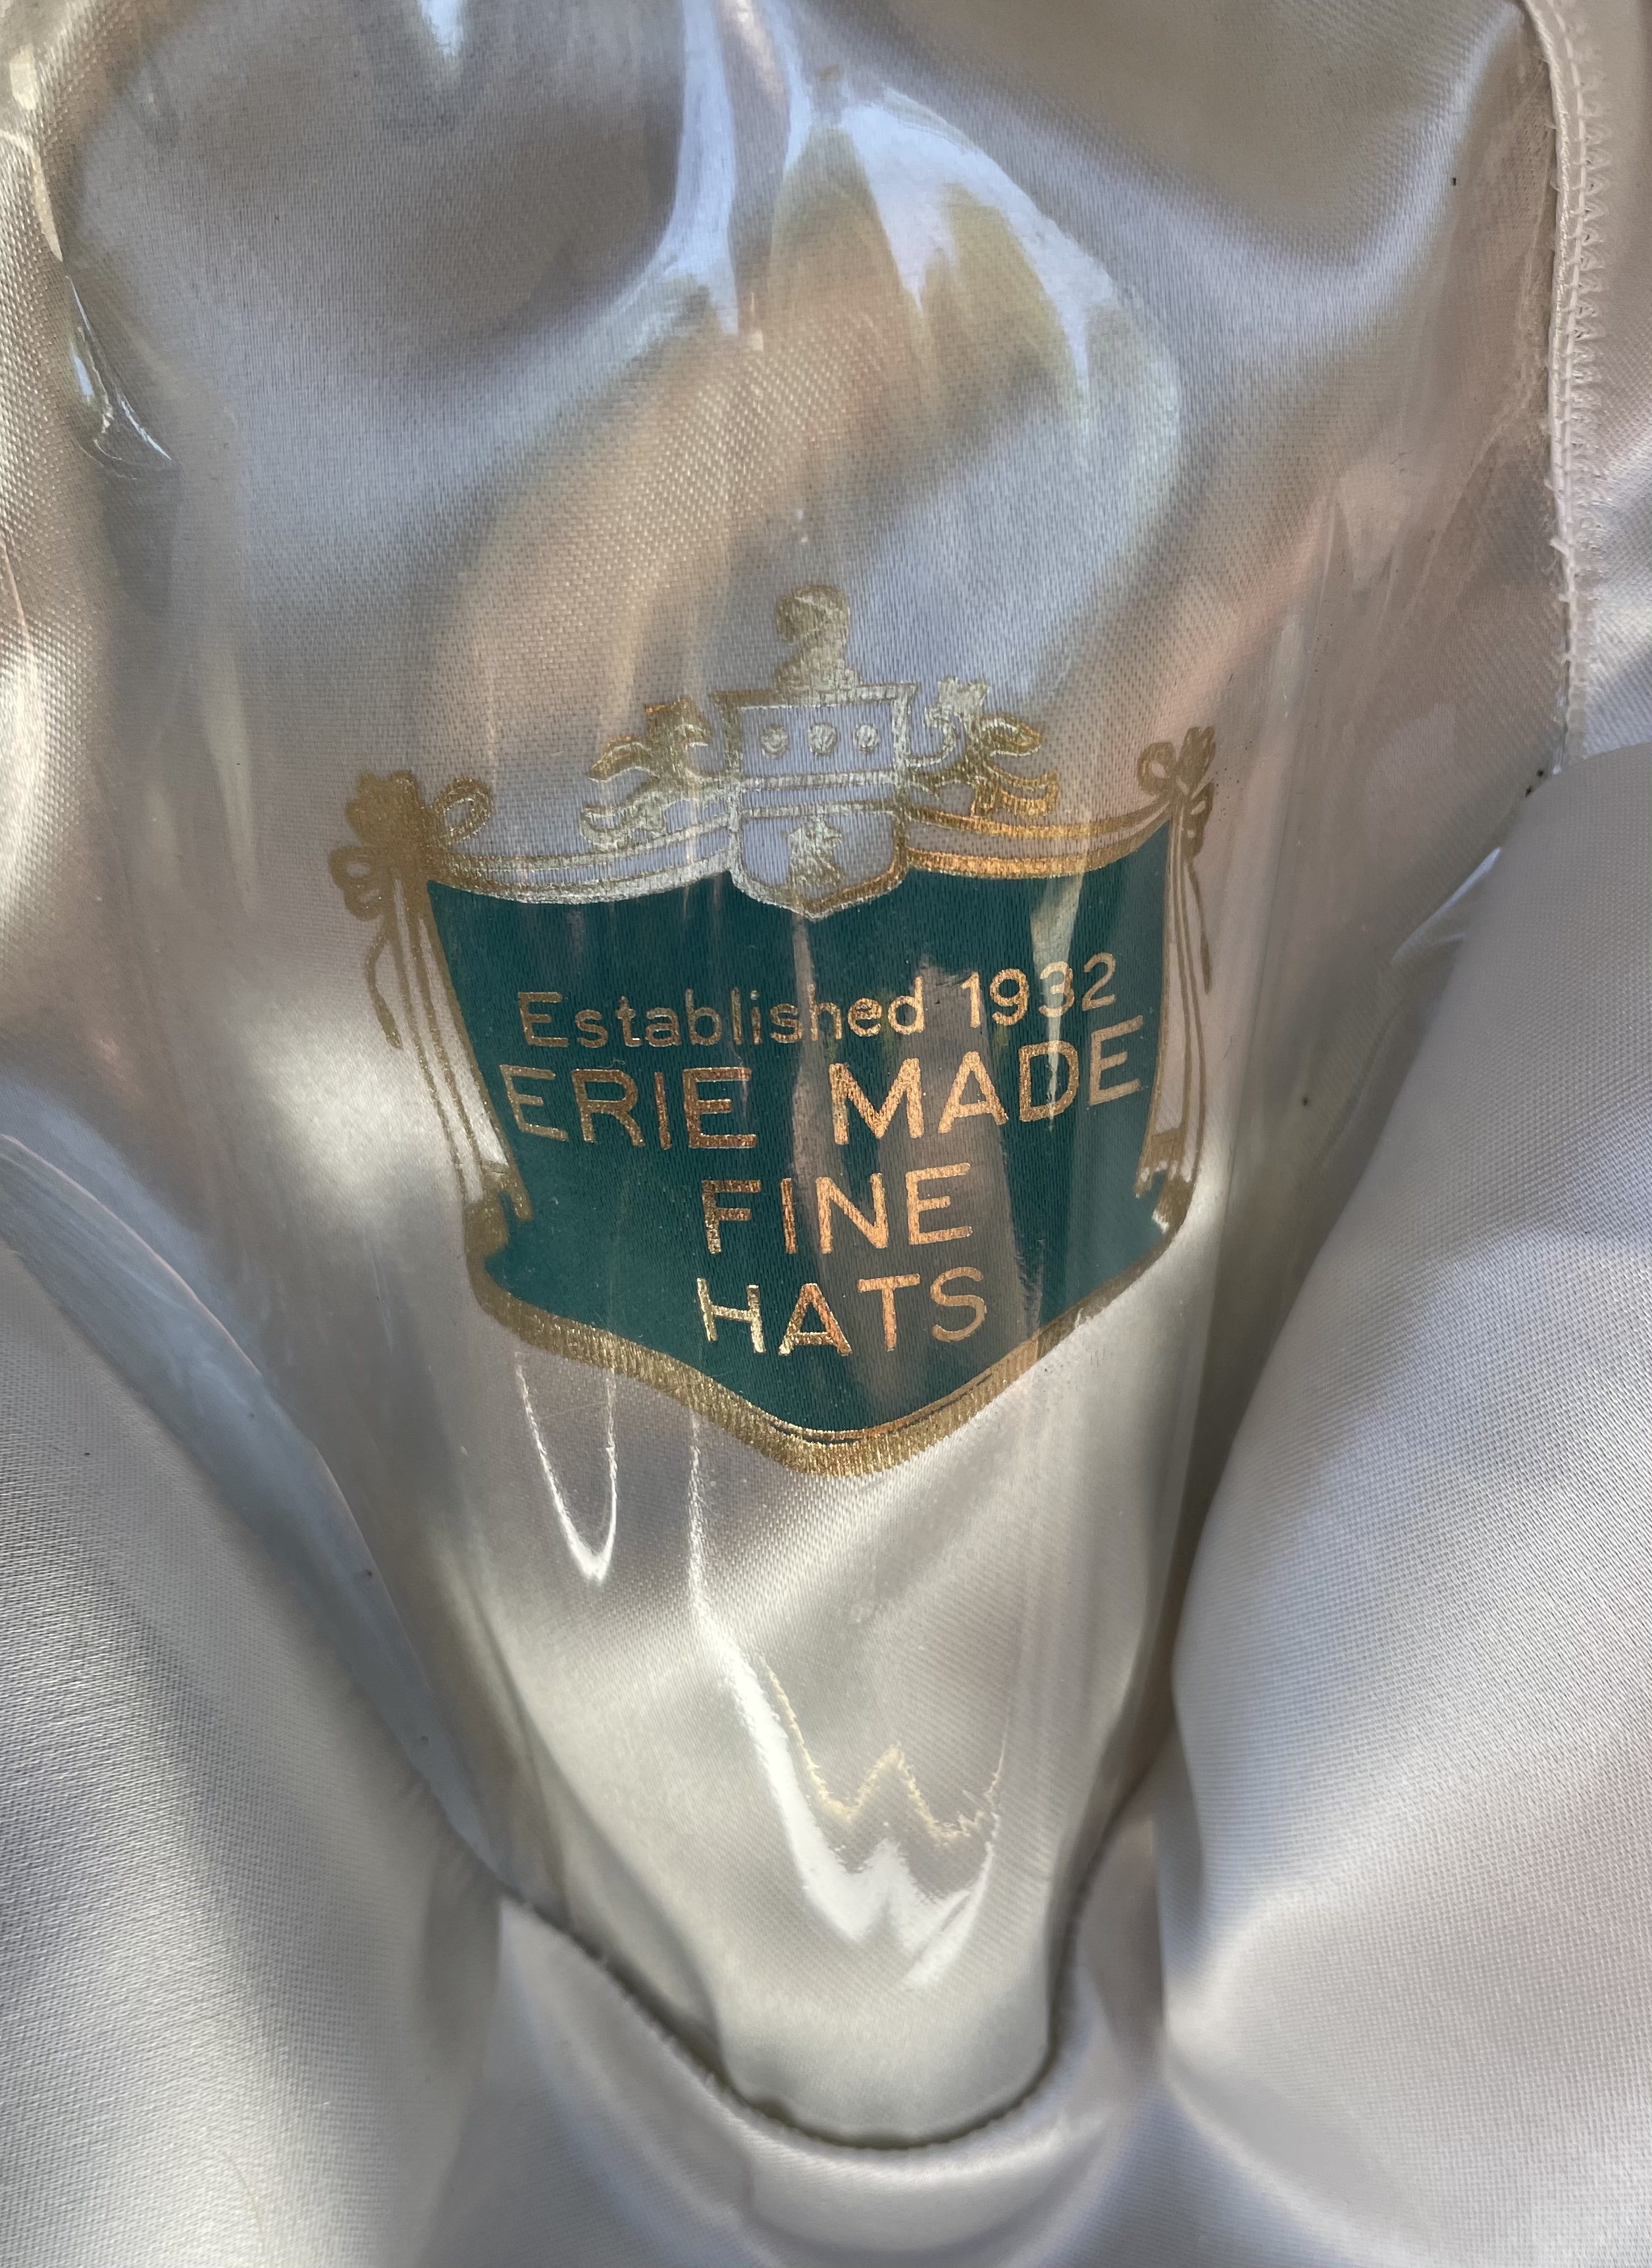 Established 1932
ERIE MADE
FINE
HATS